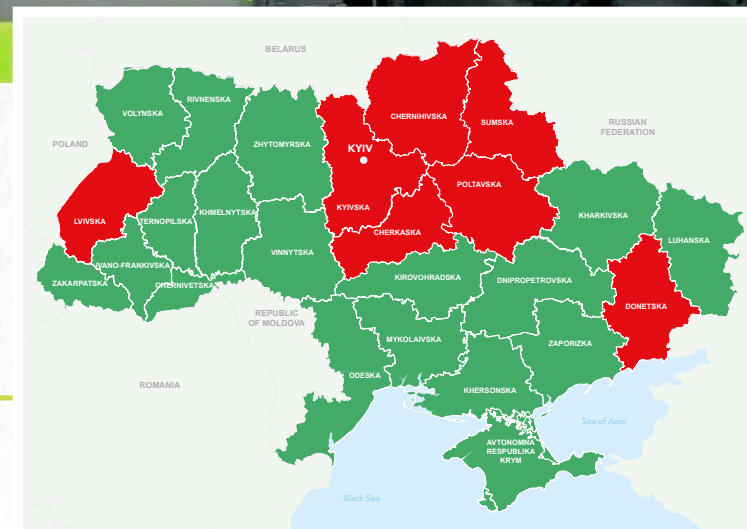 BELARUS
RIVNENSKA
VOLYNSKA
CHERNIHIVSKA
SUMSKA
RUSSIAN
FEDERATION
POLAND
ZHYTOMYRSKA
KYIV
POLTAVSKA
LVIVSKA
TERNOPILSKA
KHMELNYTSKA
KYIVSKA
KHARKIVSKA
CHERKASKA
LUHANSKA
VINNYTSKA
IVANO-FRANKIVSKA
KIROVOHRADSKA
DNIPROPETROVSKA
ZAKARPATSKA
CHERNIVETSKA
DONETSKA
REPUBLIC
OF MOLDOVA
MYKOLAIVSKA
ZAPORIZKA
ROMANIA
ODESKA
KHERSONSKA
Sea of Azov
AVTONOMNA
RESPUBLIKA
KRYM
Black Sea